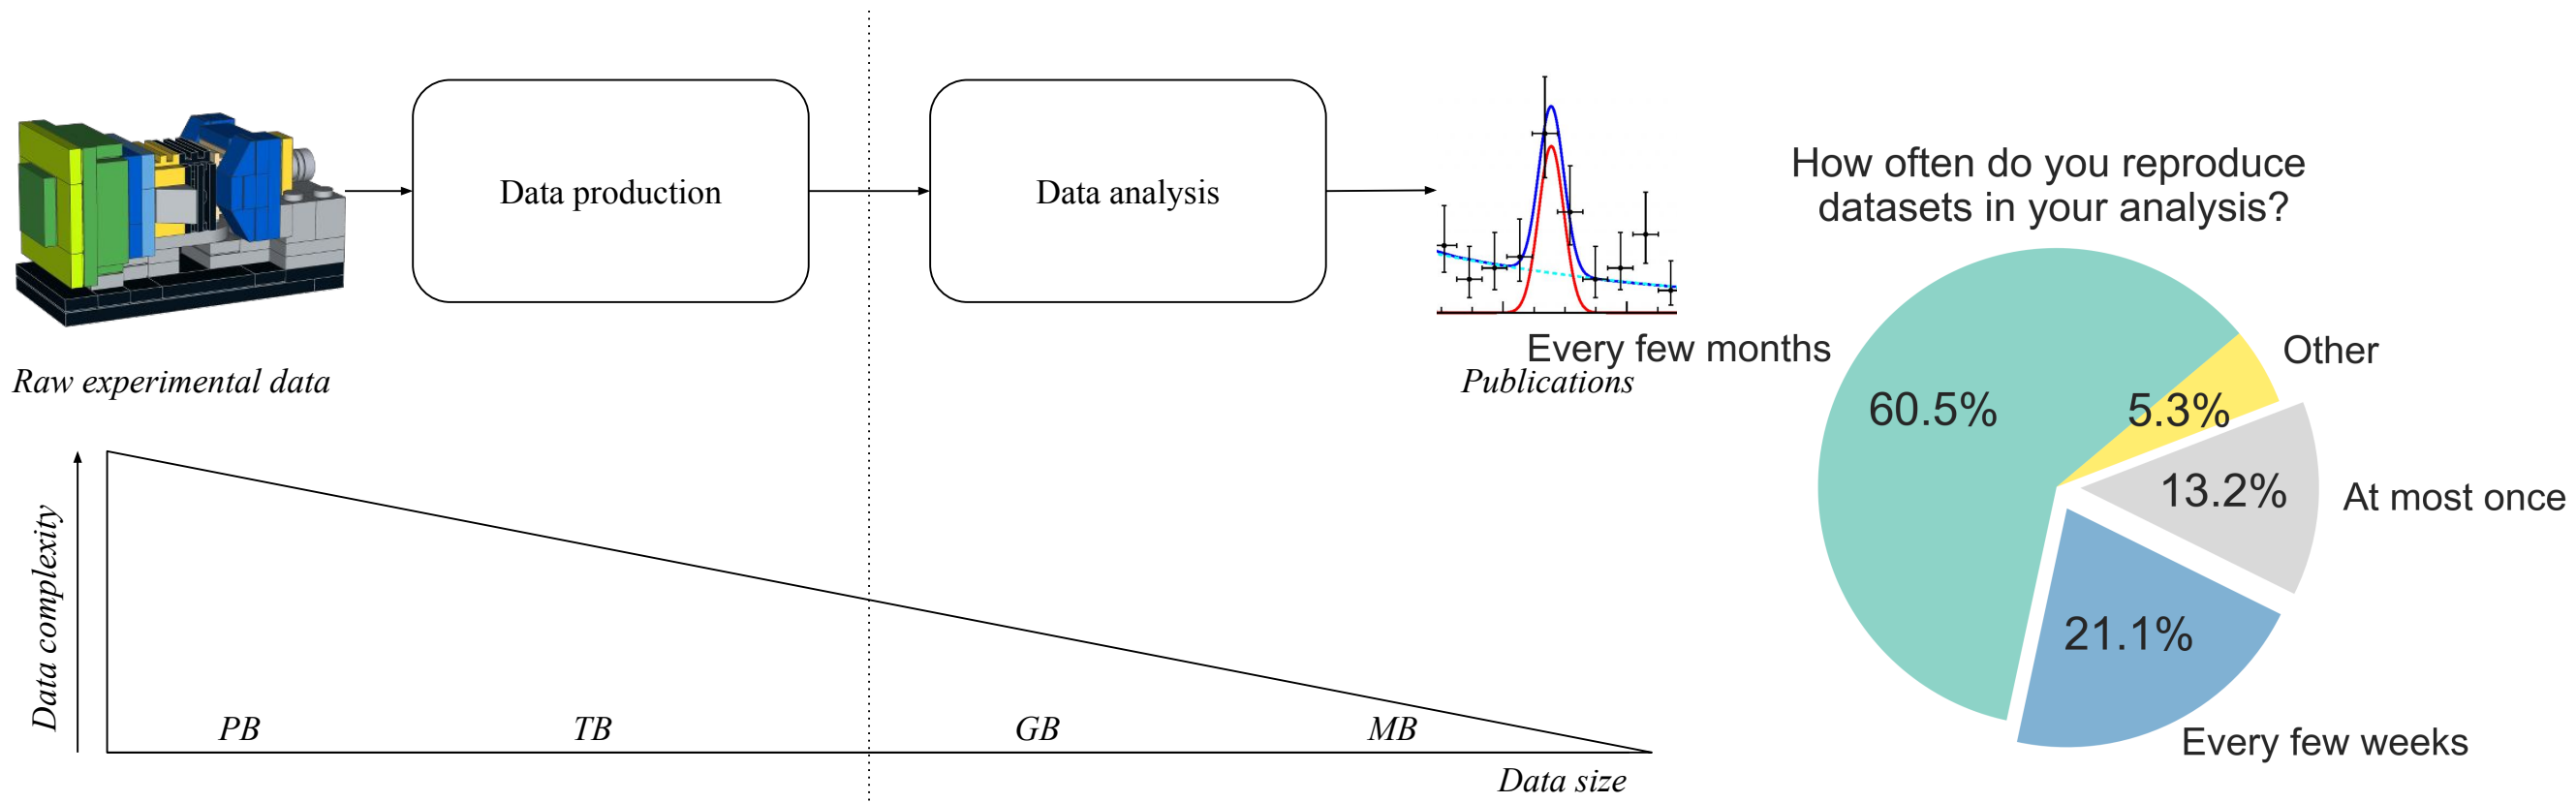 Data production
Data analysis
Raw experimental data
Publications
Data complexity
PB
TB
GB
MB
Data size
How often do you reproduce
datasets in your analysis?
Every few months
60.5%
Other
5.3%
At most once
13.2%
Every few weeks
21.1%